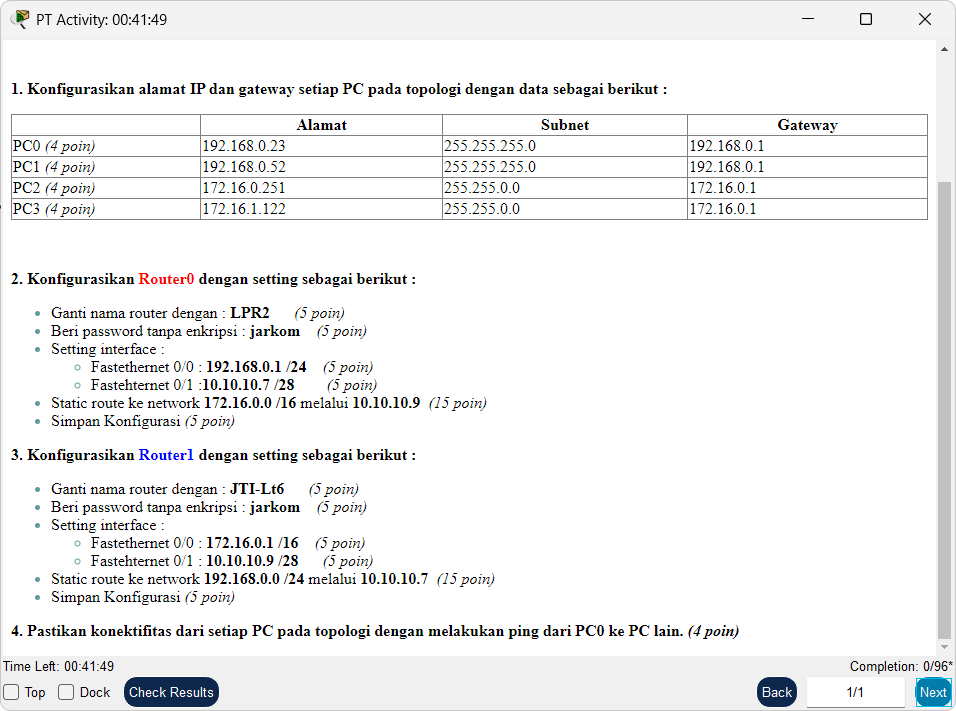 PT Activity: 00:41:49
1. Konfigurasikan alamat IP dan gateway setiap PC pada topologi dengan data sebagai berikut :
Alamat Subnet Gateway
PC0 (4 poin) 192.168.0.23 255.255.255.0 192.168.0.1
PC1 (4 poin) 192.168.0.52 255.255.255.0 192.168.0.1
PC2 (4 poin) 172.16.0.251 255.255.0.0 172.16.0.1
PC3 (4 poin) 172.16.1.122 255.255.0.0 172.16.0.1
2. Konfigurasikan Router0 dengan setting sebagai berikut :
Ganti nama router dengan : LPR2 (5 poin)
Beri password tanpa enkripsi : jarkom (5 poin)
Setting interface :
Fastethernet 0/0 : 192.168.0.1 /24 (5 poin)
Fastehternet 0/1 :10.10.10.7 /28 (5 poin)
Static route ke network 172.16.0.0 /16 melalui 10.10.10.9 (15 poin)
Simpan Konfigurasi (5 poin)
3. Konfigurasikan Router1 dengan setting sebagai berikut :
Ganti nama router dengan : JTI-Lt6 (5 poin)
Beri password tanpa enkripsi : jarkom (5 poin)
Setting interface :
Fastethernet 0/0 : 172.16.0.1 /16 (5 poin)
Fastehternet 0/1 : 10.10.10.9 /28 (5 poin)
Static route ke network 192.168.0.0 /24 melalui 10.10.10.7 (15 poin)
Simpan Konfigurasi (5 poin)
4. Pastikan konektifitas dari setiap PC pada topologi dengan melakukan ping dari PC0 ke PC lain. (4 poin)
Time Left: 00:41:49 Completion: 0/96*
Top Dock Check Results Back 1/1 Next